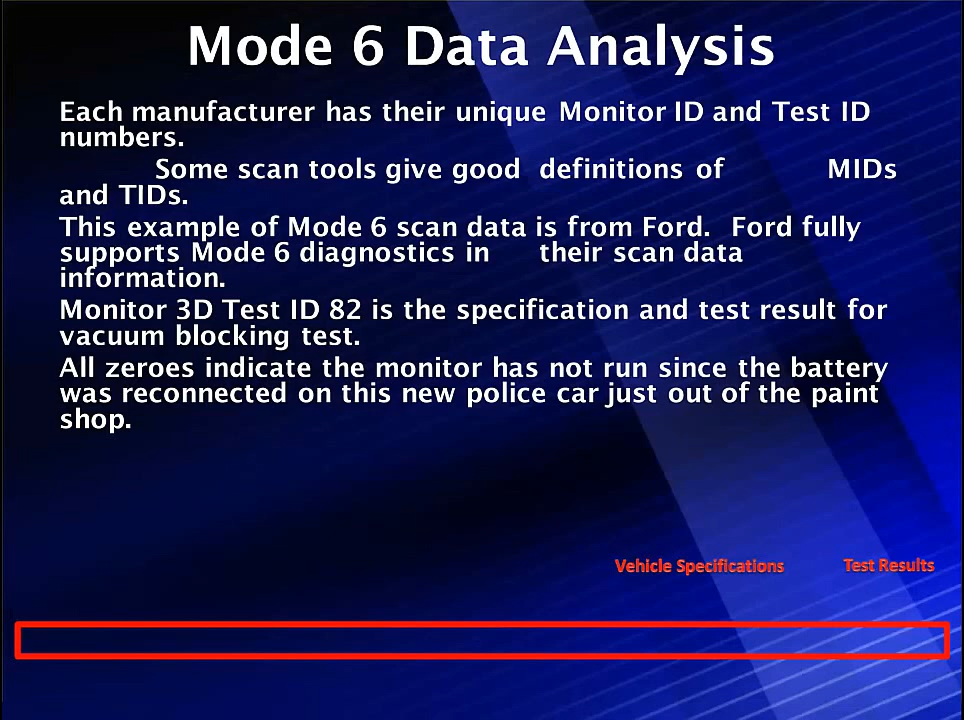 Mode 6 Data Analysis
Each manufacturer has their unique Monitor ID and Test ID
numbers.
Some scan tools give good definitions of MIDs
and TIDs.
This example of Mode 6 scan data is from Ford. Ford fully
supports Mode 6 diagnostics in their scan data
information.
Monitor 3D Test ID 82 is the specification and test result for
vacuum blocking test.
All zeroes indicate the monitor has not run since the battery
was reconnected on this new police car just out of the paint
shop.
Vehicle Specifications Test Results